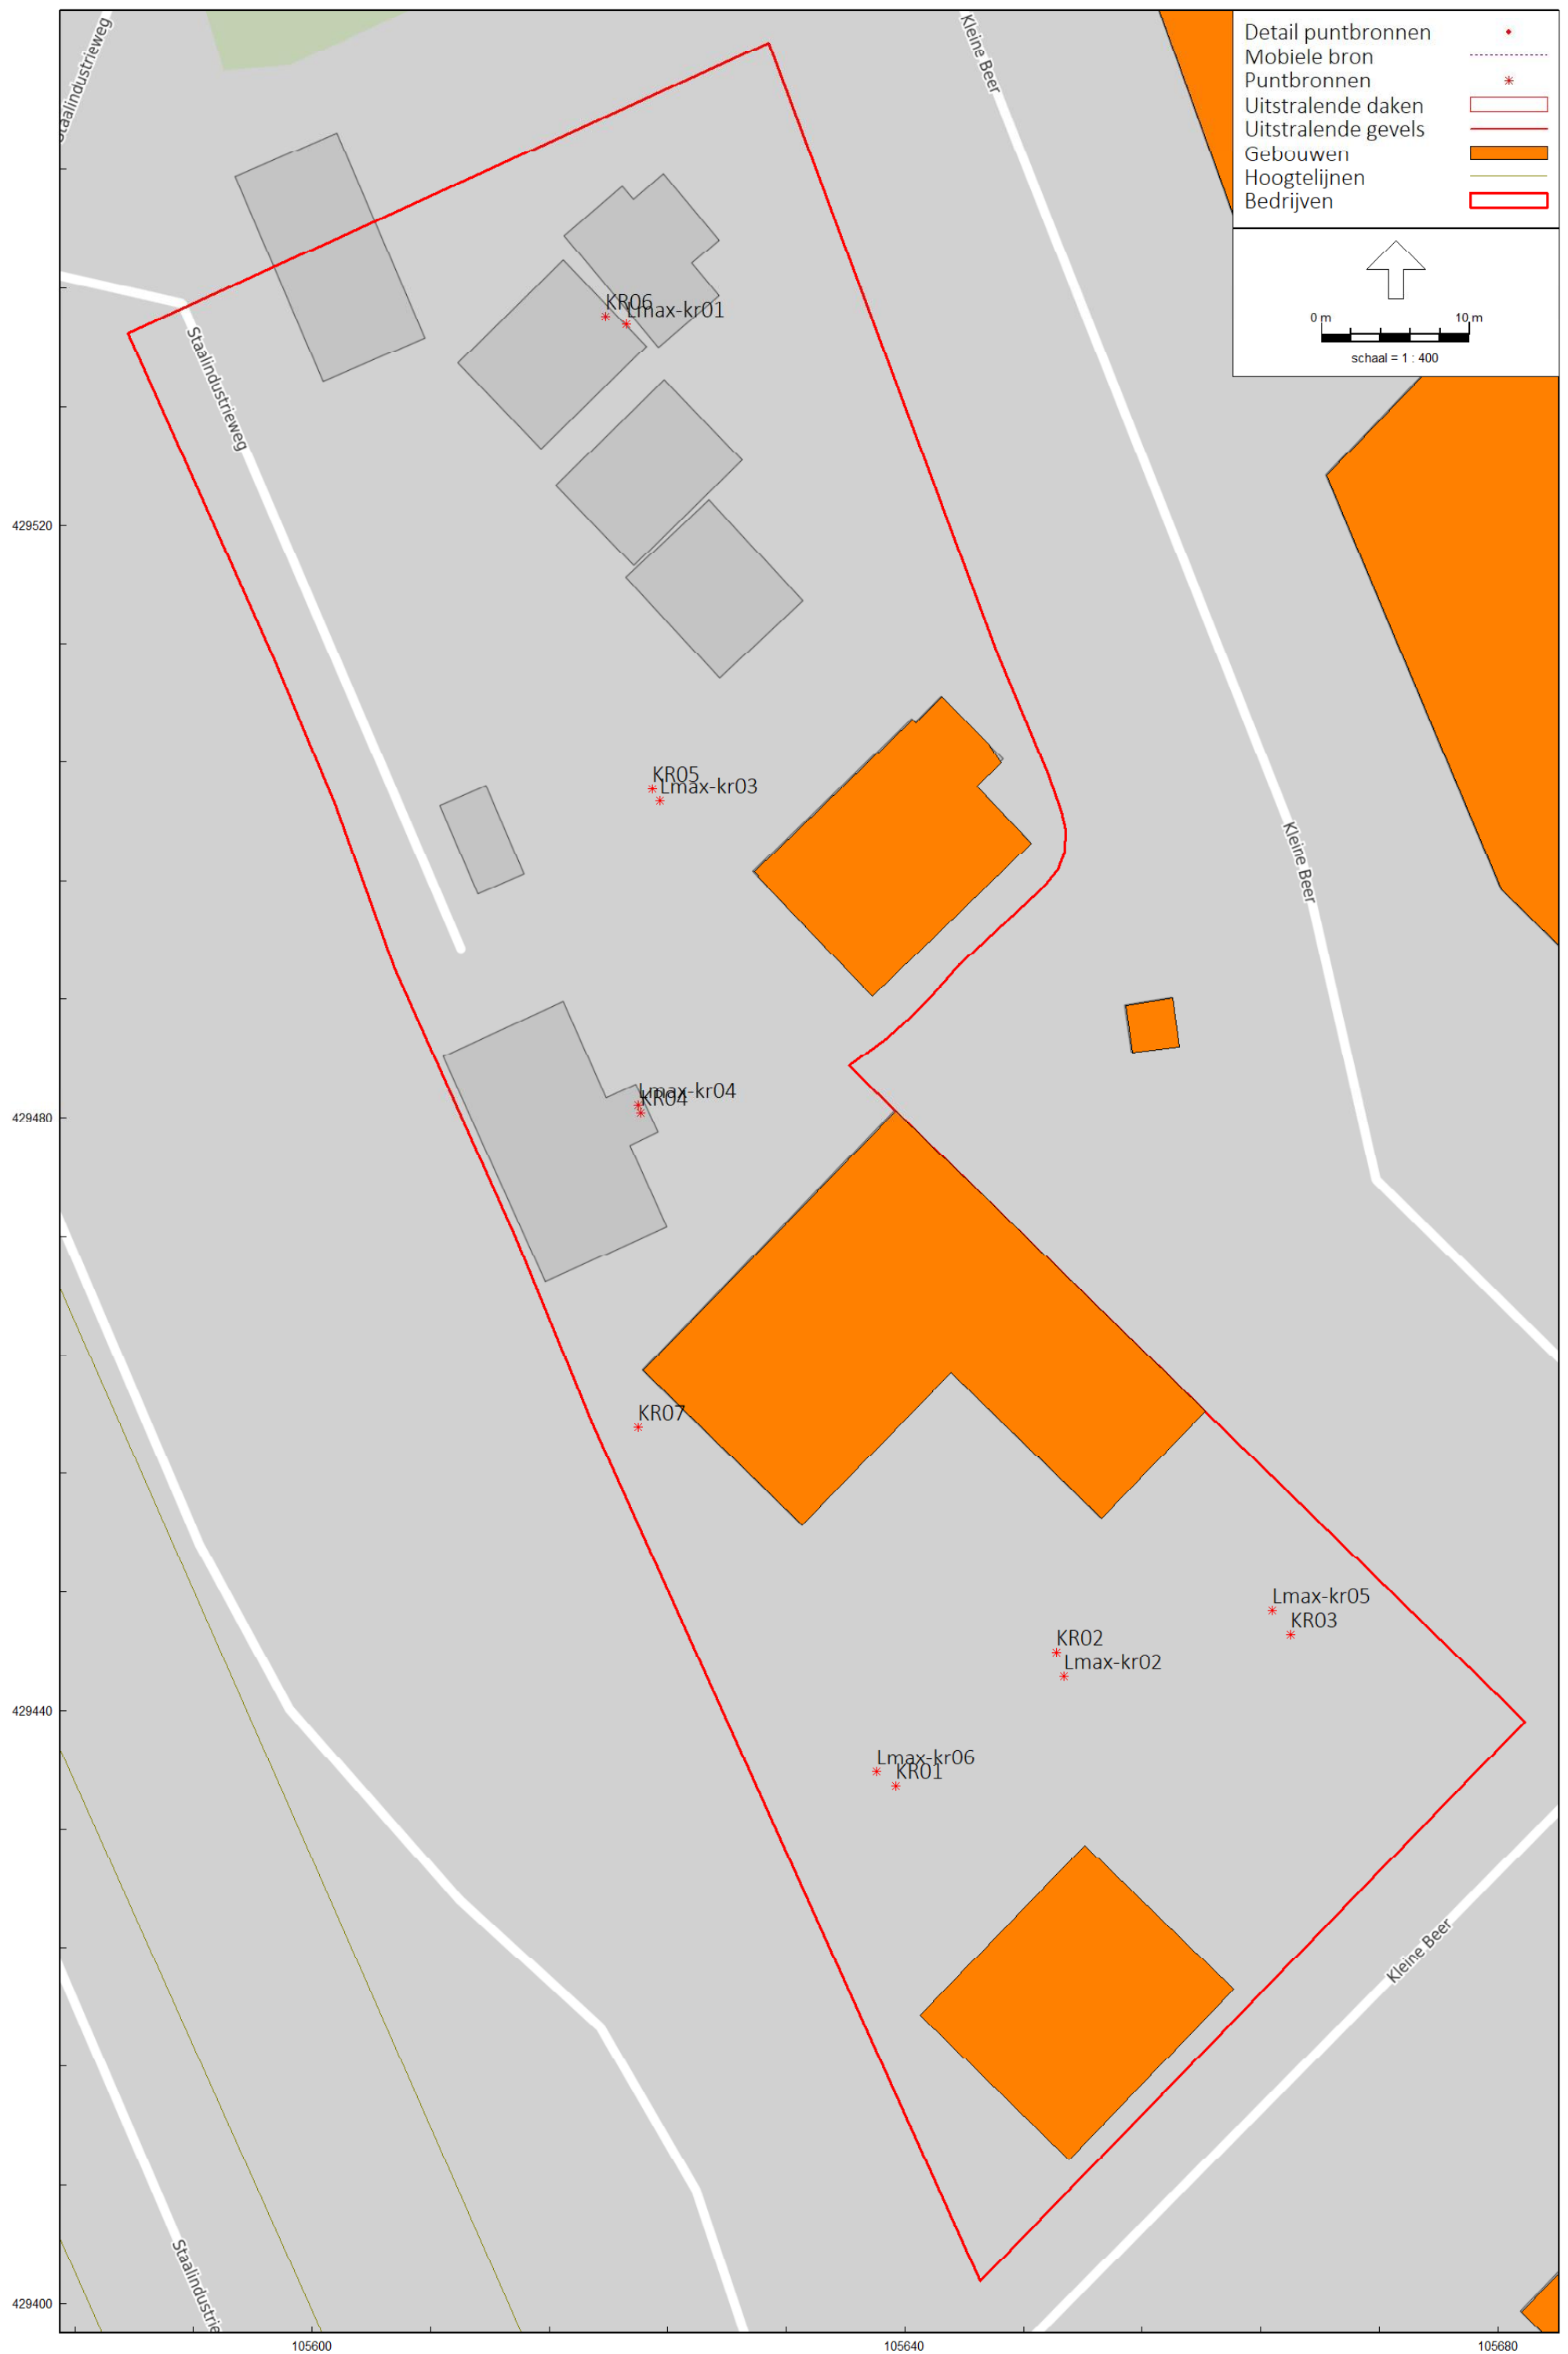 Staalindustrieweg
Kleine Beer
Detail puntbronnen
Mobiele bron
Puntbronnen
Uitstralende daken
Uitstralende gevels
Gebouwen
Hoogtelijnen
Bedrijven
0 m 10 m
schaal = 1 : 400
KR06
Lmax-kr01
Staalindustrieweg
429520
KR05
Lmax-kr03
Kleine Beer
Lmax-kr04
KR04
429480
KR07
Lmax-kr05
KR03
KR02
Lmax-kr02
429440
Lmax-kr06
KR01
Kleine Beer
Staalindustrie
429400
105600 105640 105680